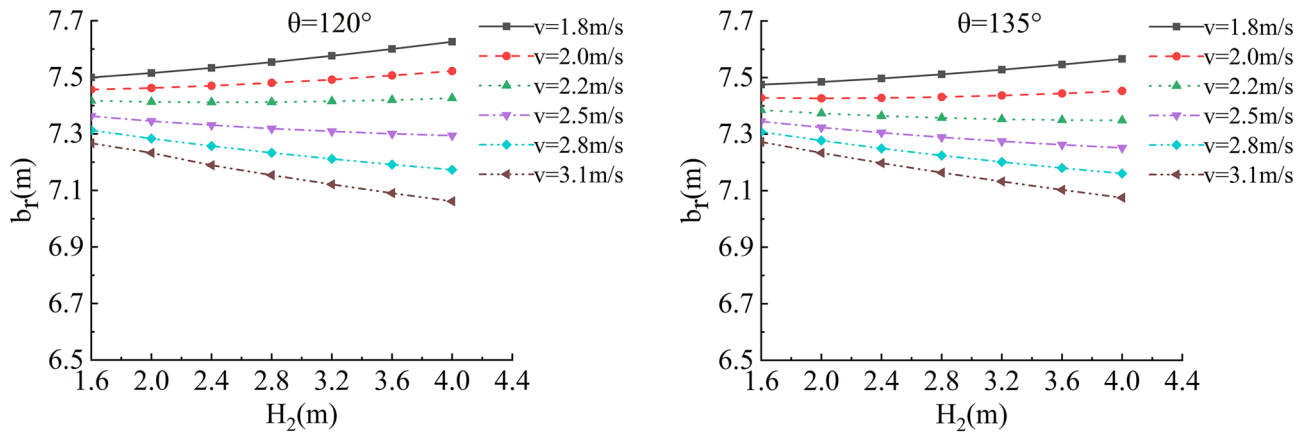 θ=120°
v=1.8m/s
v=2.0m/s
v=2.2m/s
v=2.5m/s
v=2.8m/s
v=3.1m/s
7.7
7.5
7.3
7.1
6.9
6.7
6.5
br(m)
1.6 2.0 2.4 2.8 3.2 3.6 4.0 4.4
H2(m)
θ=135°
v=1.8m/s
v=2.0m/s
v=2.2m/s
v=2.5m/s
v=2.8m/s
v=3.1m/s
7.7
7.5
7.3
7.1
6.9
6.7
6.5
br(m)
1.6 2.0 2.4 2.8 3.2 3.6 4.0 4.4
H2(m)